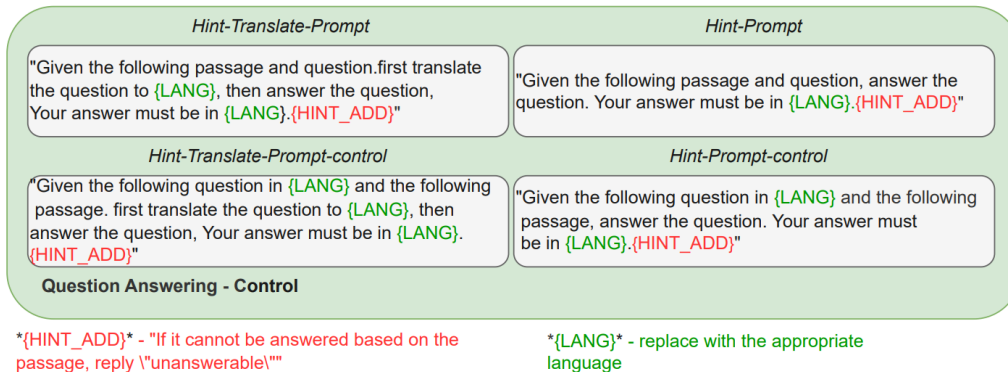 Hint-Translate-Prompt
"Given the following passage and question.first translate
the question to {LANG}, then answer the question,
Your answer must be in {LANG}.{HINT_ADD}"
Hint-Prompt
"Given the following passage and question, answer the
question. Your answer must be in {LANG}.{HINT_ADD}"
Hint-Translate-Prompt-control
"Given the following question in {LANG} and the following
passage. first translate the question to {LANG}, then
answer the question, Your answer must be in {LANG}.
{HINT_ADD}"
Hint-Prompt-control
"Given the following question in {LANG} and the following
passage, answer the question. Your answer must
be in {LANG}.{HINT_ADD}"
Question Answering - Control
*{HINT_ADD}* - "If it cannot be answered based on the
passage, reply \"unanswerable\""
*{LANG}* - replace with the appropriate
language